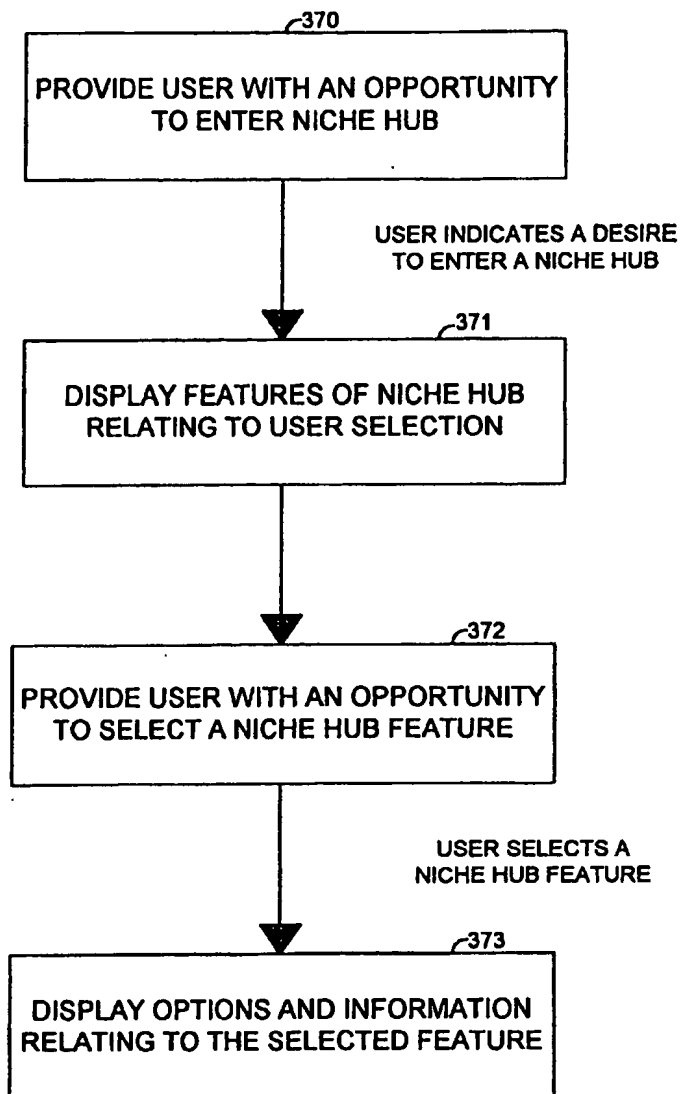 370
PROVIDE USER WITH AN OPPORTUNITY
TO ENTER NICHE HUB
USER INDICATES A DESIRE
TO ENTER A NICHE HUB
371
DISPLAY FEATURES OF NICHE HUB
RELATING TO USER SELECTION
372
PROVIDE USER WITH AN OPPORTUNITY
TO SELECT A NICHE HUB FEATURE
USER SELECTS A
NICHE HUB FEATURE
373
DISPLAY OPTIONS AND INFORMATION
RELATING TO THE SELECTED FEATURE